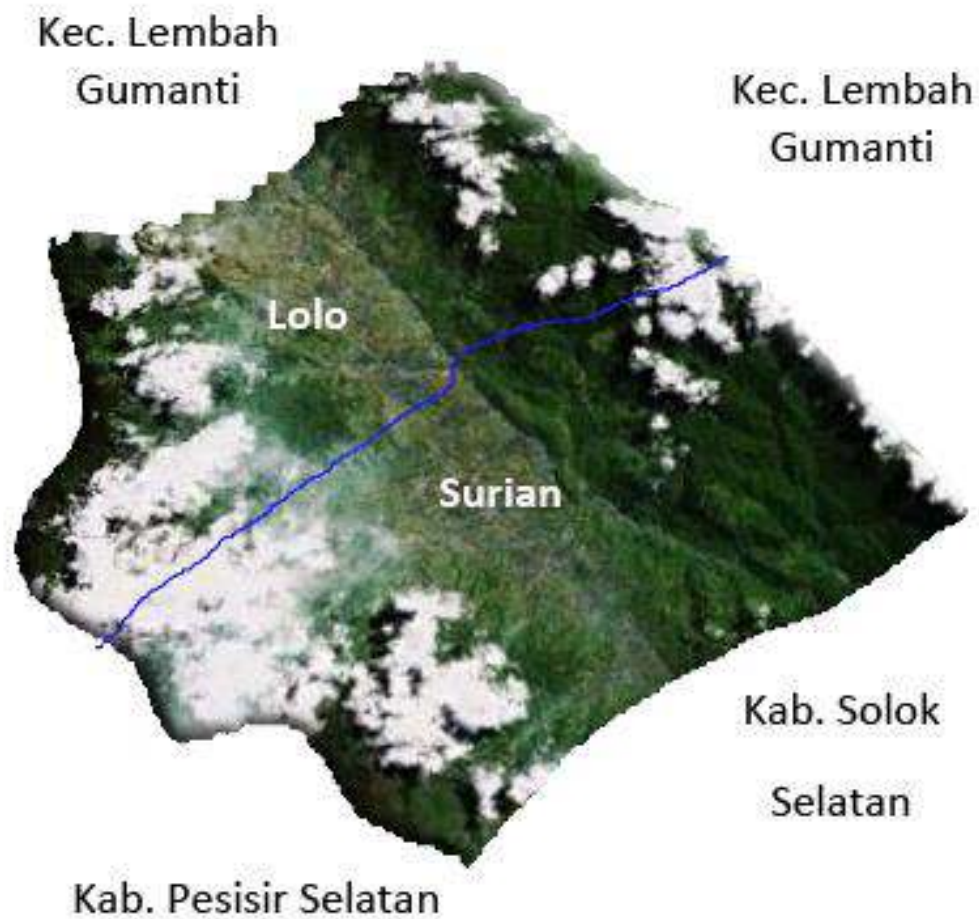 Kec. Lembah
Gumanti
Kec. Lembah
Gumanti
Lolo
Surian
Kab. Solok
Selatan
Kab. Pesisir Selatan